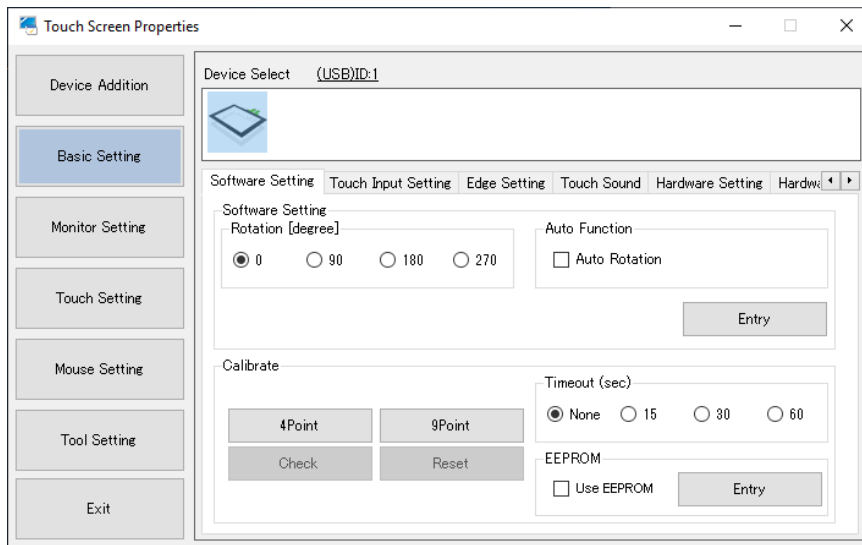 Touch Screen Properties
Device Addition
Basic Setting
Monitor Setting
Touch Setting
Mouse Setting
Tool Setting
Exit
Device Select (USB)ID:1
Software Setting Touch Input Setting Edge Setting Touch Sound Hardware Setting
Software Setting
Rotation [degree]
0 90 180 270
Auto Function
Auto Rotation
Entry
Calibrate
4Point 9Point
Check Reset
Timeout (sec)
None 15 30 60
EEPROM
Use EEPROM Entry